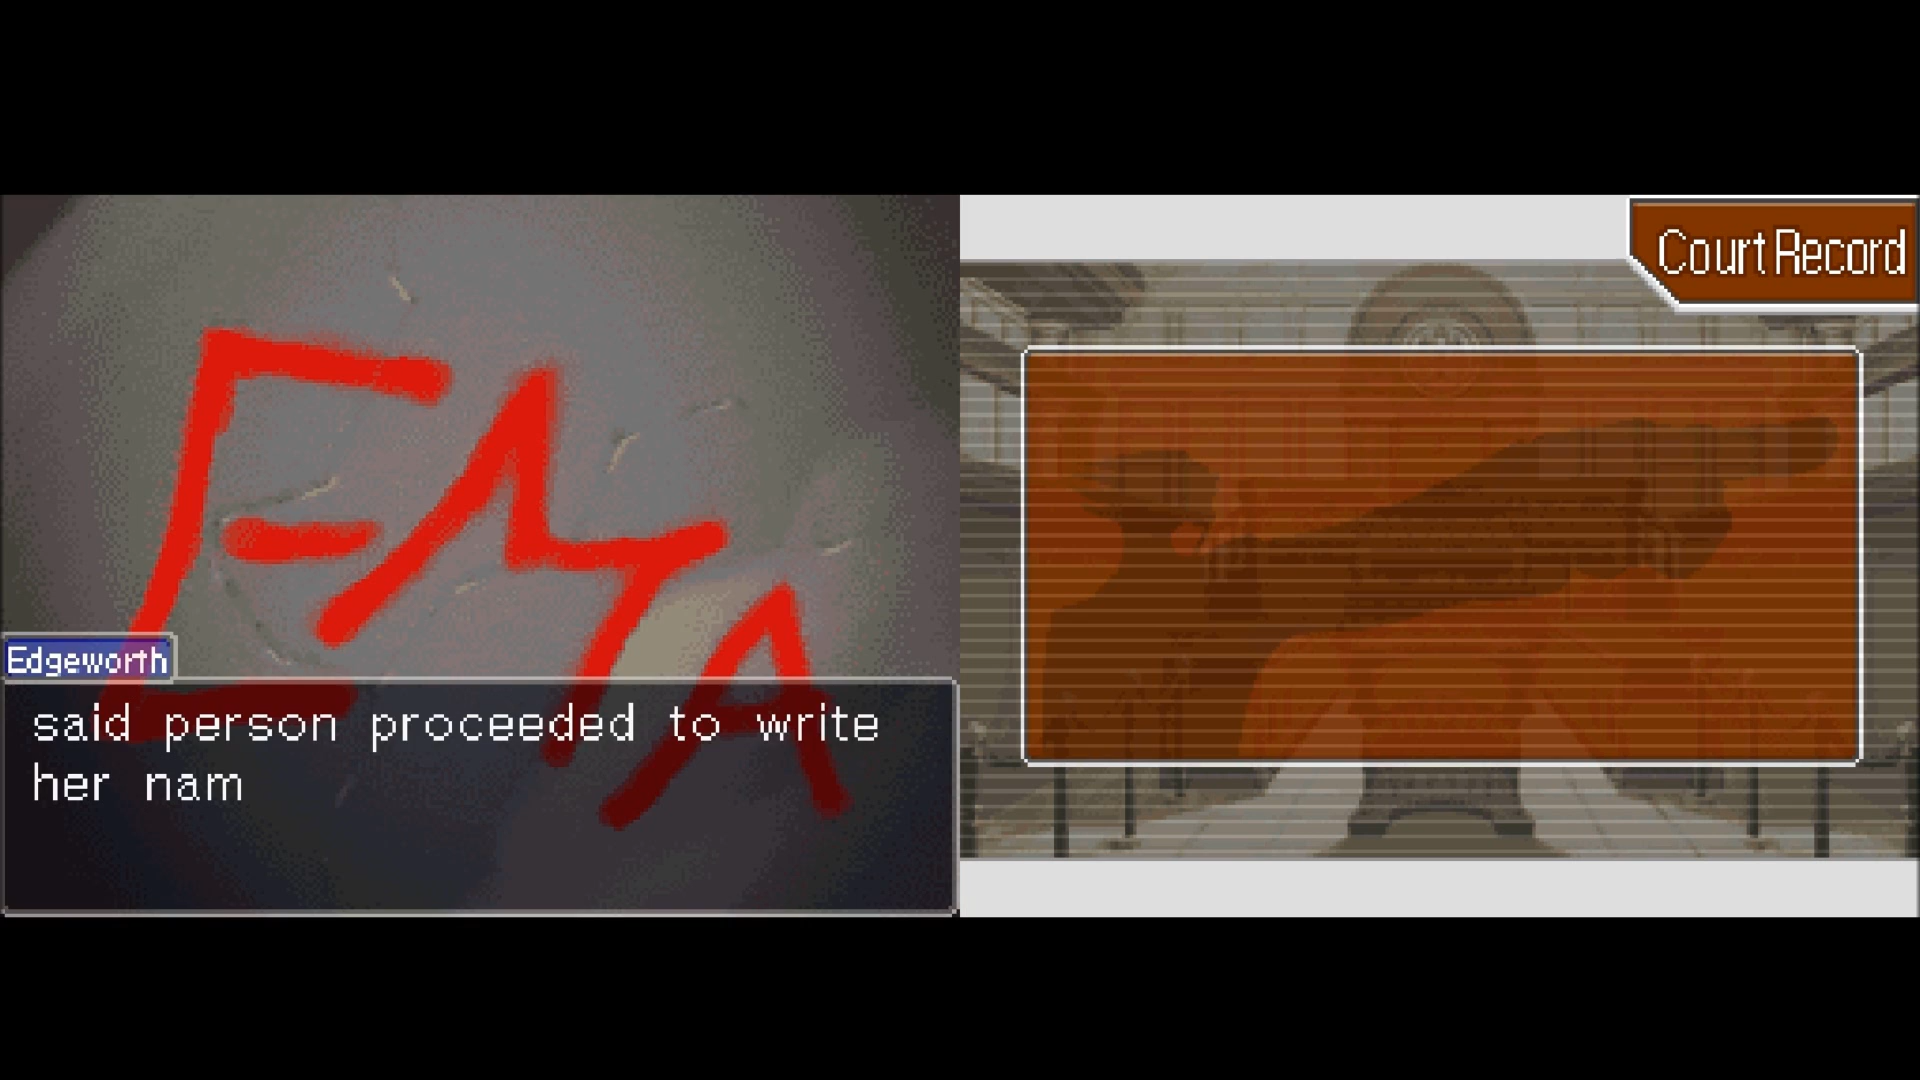 EMA
Edgeworth
said person proceeded to write
her nam
Court Record